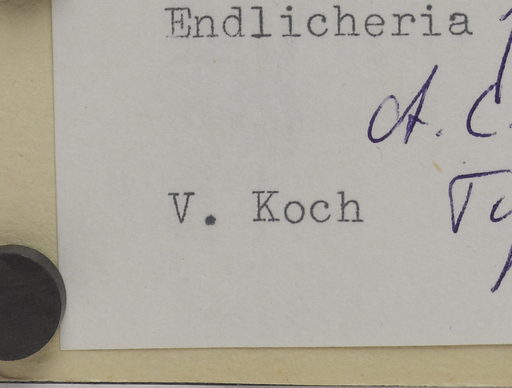 Endlicheria
A. C.
V. Koch